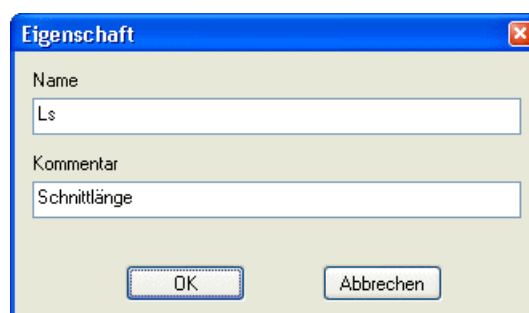 Eigenschaft
Name
Ls
Kommentar
Schnittlänge
OK
Abbrechen